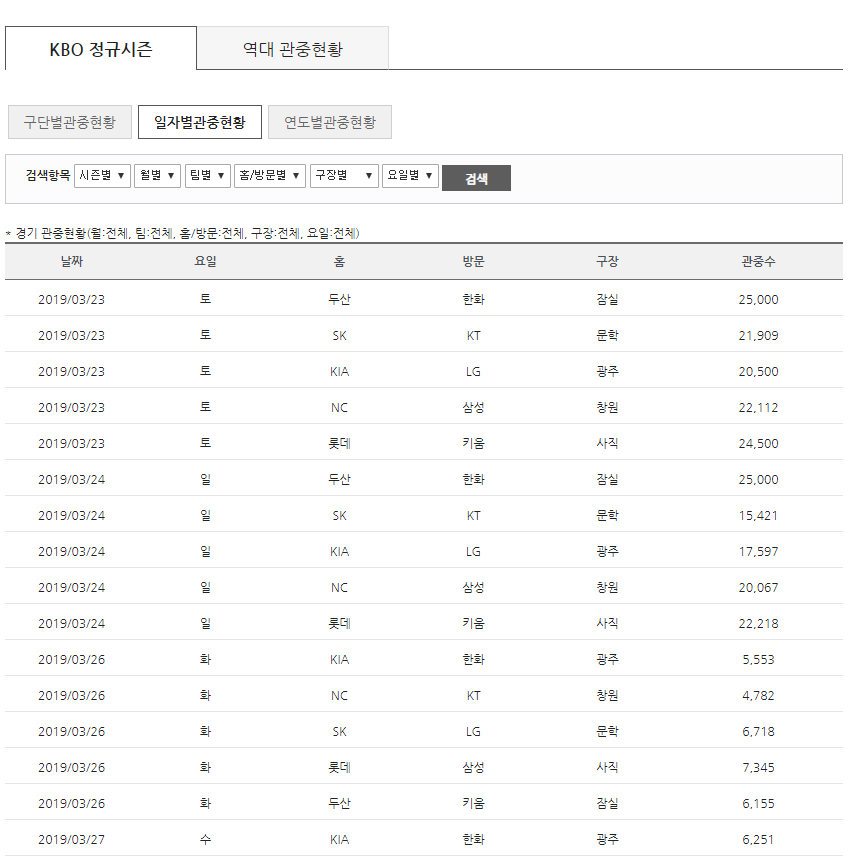 KBO 정규시즌 역대 관중현황
구단별관중현황 일자별관중현황 연도별관중현황
검색항목 시즌별 ▼ 월별 ▼ 팀별 ▼ 홈/방문별 ▼ 구장별 ▼ 요일별 ▼ 검색
* 경기 관중현황(월:전체, 팀:전체, 홈/방문:전체, 구장:전체, 요일:전체)
날짜 요일 홈 방문 구장 관중수
2019/03/23 토 두산 한화 잠실 25,000
2019/03/23 토 SK KT 문학 21,909
2019/03/23 토 KIA LG 광주 20,500
2019/03/23 토 NC 삼성 창원 22,112
2019/03/23 토 롯데 키움 사직 24,500
2019/03/24 일 두산 한화 잠실 25,000
2019/03/24 일 SK KT 문학 15,421
2019/03/24 일 KIA LG 광주 17,597
2019/03/24 일 NC 삼성 창원 20,067
2019/03/24 일 롯데 키움 사직 22,218
2019/03/26 화 KIA 한화 광주 5,553
2019/03/26 화 NC KT 창원 4,782
2019/03/26 화 SK LG 문학 6,718
2019/03/26 화 롯데 삼성 사직 7,345
2019/03/26 화 두산 키움 잠실 6,155
2019/03/27 수 KIA 한화 광주 6,251